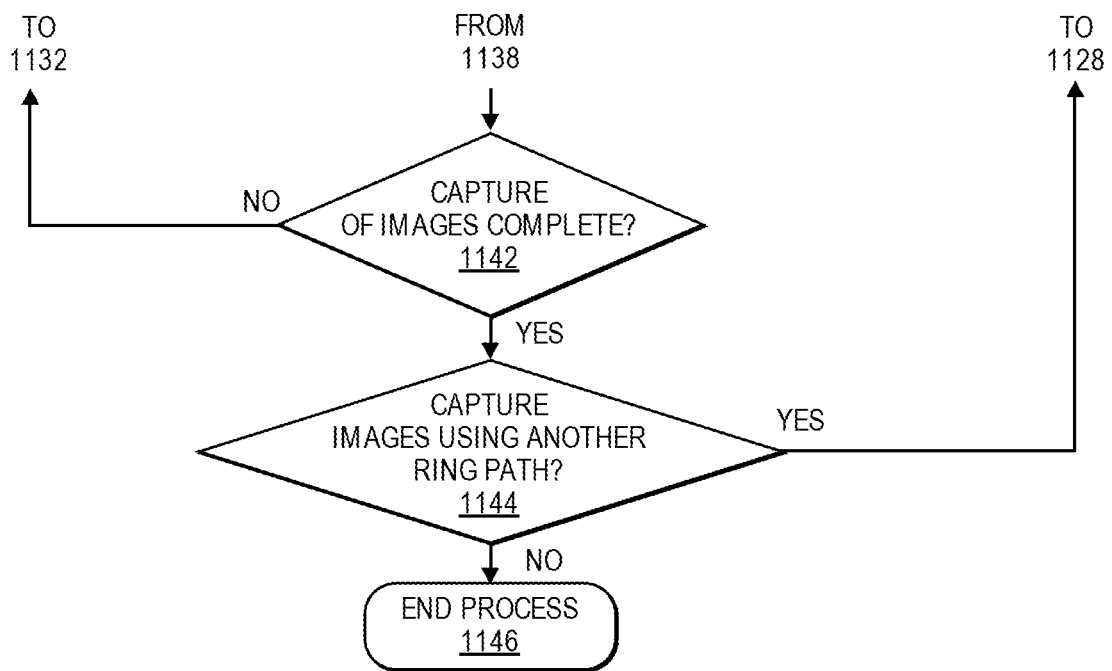 TO
1132
FROM
1138
TO
1128
NO
CAPTURE
OF IMAGES COMPLETE?
1142
YES
CAPTURE
IMAGES USING ANOTHER
RING PATH?
1144
YES
NO
END PROCESS
1146